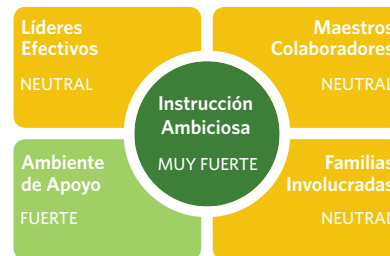 Líderes
Efectivos
NEUTRAL
Maestros
Colaboradores
NEUTRAL
Instrucción
Ambiciosa
MUY FUERTE
Ambiente
de Apoyo
FUERTE
Familias
Involucradas
NEUTRAL